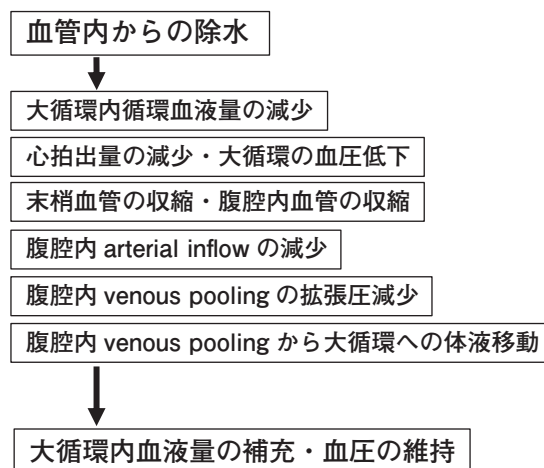 血管内からの除水
大循環内循環血液量の減少
心拍出量の減少・大循環の血圧低下
末梢血管の収縮・腹腔内血管の収縮
腹腔内 arterial inflow の減少
腹腔内 venous pooling の拡張圧減少
腹腔内 venous pooling から大循環への体液移動
大循環内血液量の補充・血圧の維持